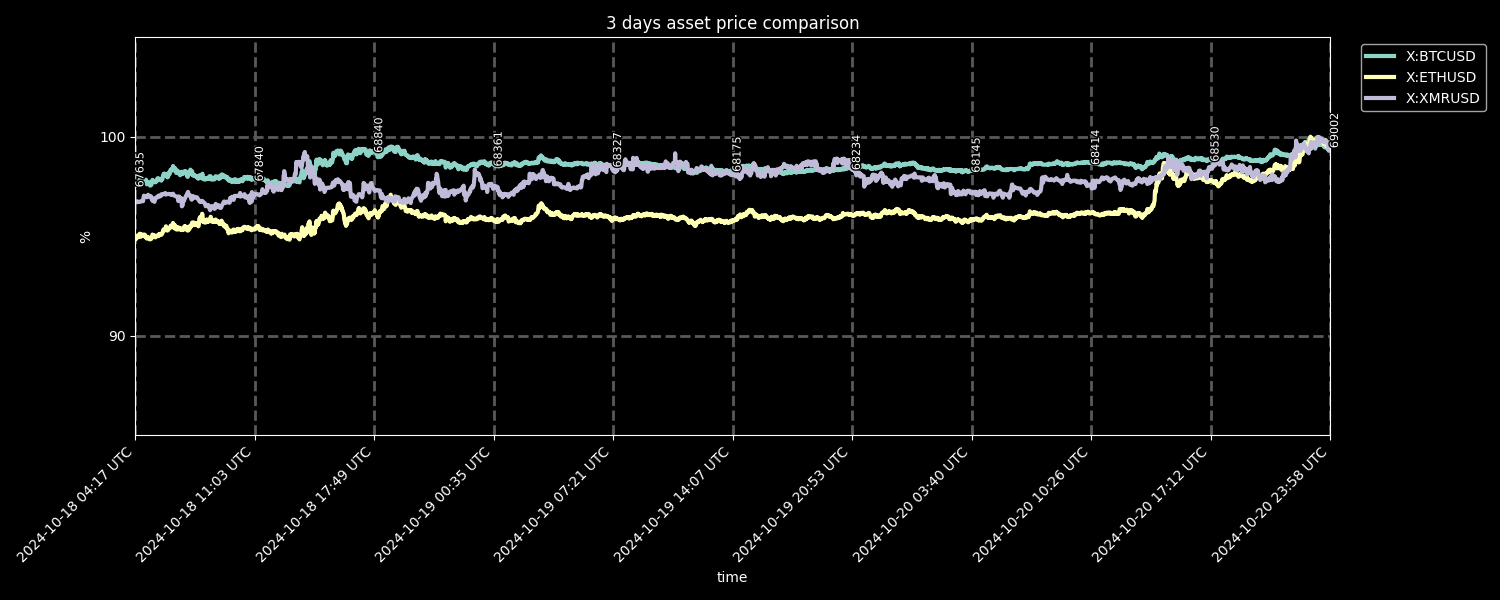 3 days asset price comparison
X:BTCUSD
X:ETHUSD
X:XMRUSD
100
90
%
67635
67840
68840
68361
68327
68175
68234
68145
68414
68530
69002
2024-10-18 04:17 UTC
2024-10-18 11:03 UTC
2024-10-18 17:49 UTC
2024-10-19 00:35 UTC
2024-10-19 07:21 UTC
2024-10-19 14:07 UTC
2024-10-19 20:53 UTC
2024-10-20 03:40 UTC
2024-10-20 10:26 UTC
2024-10-20 17:12 UTC
2024-10-20 23:58 UTC
time